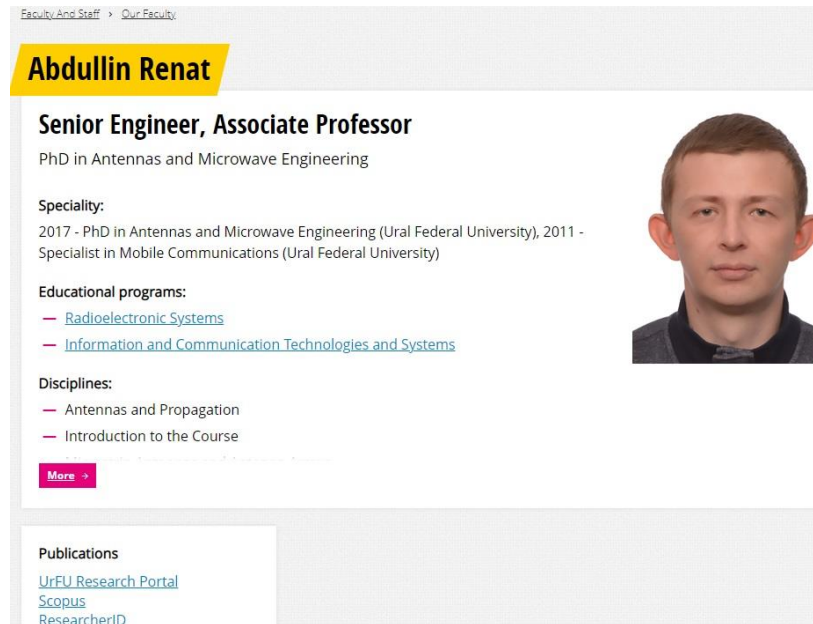 Faculty And Staff › Our Faculty
Abdullin Renat
Senior Engineer, Associate Professor
PhD in Antennas and Microwave Engineering
Speciality:
2017 - PhD in Antennas and Microwave Engineering (Ural Federal University), 2011 -
Specialist in Mobile Communications (Ural Federal University)
Educational programs:
— Radioelectronic Systems
— Information and Communication Technologies and Systems
Disciplines:
— Antennas and Propagation
— Introduction to the Course
More →
Publications
UrFU Research Portal
Scopus
ResearcherID